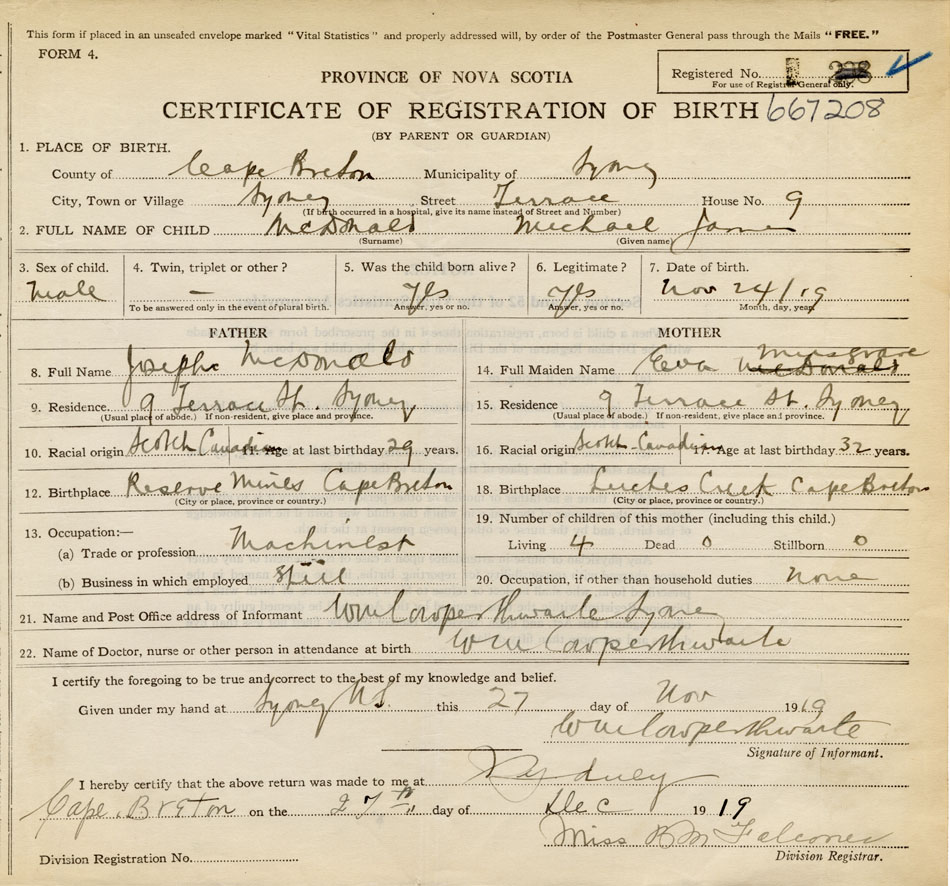 This form if placed in an unsealed envelope marked "Vital Statistics" and properly addressed will, by order of the Postmaster General pass through the Mails "FREE."
FORM 4.
Registered No.
For use of Registrar General only.
PROVINCE OF NOVA SCOTIA
CERTIFICATE OF REGISTRATION OF BIRTH 667208
(BY PARENT OR GUARDIAN)
1. PLACE OF BIRTH.
County of Cape Breton Municipality of Sydney
City, Town or Village Sydney Street Terrace House No. 9
(If birth occurred in a hospital, give its name instead of Street and Number)
2. FULL NAME OF CHILD McDonald Michael James
(Surname) (Given name)
3. Sex of child. 4. Twin, triplet or other? 5. Was the child born alive? 6. Legitimate? 7. Date of birth.
Male — Yes Yes Nov 24/19
To be answered only in the event of plural birth. Answer, yes or no. Answer, yes or no. Month, day, year
FATHER MOTHER
8. Full Name Joseph McDonald 14. Full Maiden Name Eva McDonald Musgrave
9. Residence 9 Terrace St. Sydney 15. Residence 9 Terrace St. Sydney
(Usual place of abode.) If non-resident, give place and province. (Usual place of abode.) If non-resident, give place and province.
10. Racial origin Scotch Canadian 11. Age at last birthday 29 years. 16. Racial origin Scotch Canadian 17. Age at last birthday 32 years.
12. Birthplace Reserve Mines Cape Breton 18. Birthplace Leiches Creek Cape Breton
(City or place, province or country.) (City or place, province or country.)
13. Occupation:— 19. Number of children of this mother (including this child.)
(a) Trade or profession Machinist Living 4 Dead 0 Stillborn 0
(b) Business in which employed Steel 20. Occupation, if other than household duties None
21. Name and Post Office address of Informant Wm Cowperthwaite Sydney
22. Name of Doctor, nurse or other person in attendance at birth Wm Cowperthwaite
I certify the foregoing to be true and correct to the best of my knowledge and belief.
Given under my hand at Sydney N.S. this 27 day of Nov 1919
Wm Cowperthwaite
Signature of Informant.
I hereby certify that the above return was made to me at Sydney
Cape Breton on the 27th day of Dec 1919
Miss B M Falconer
Division Registration No. Division Registrar.